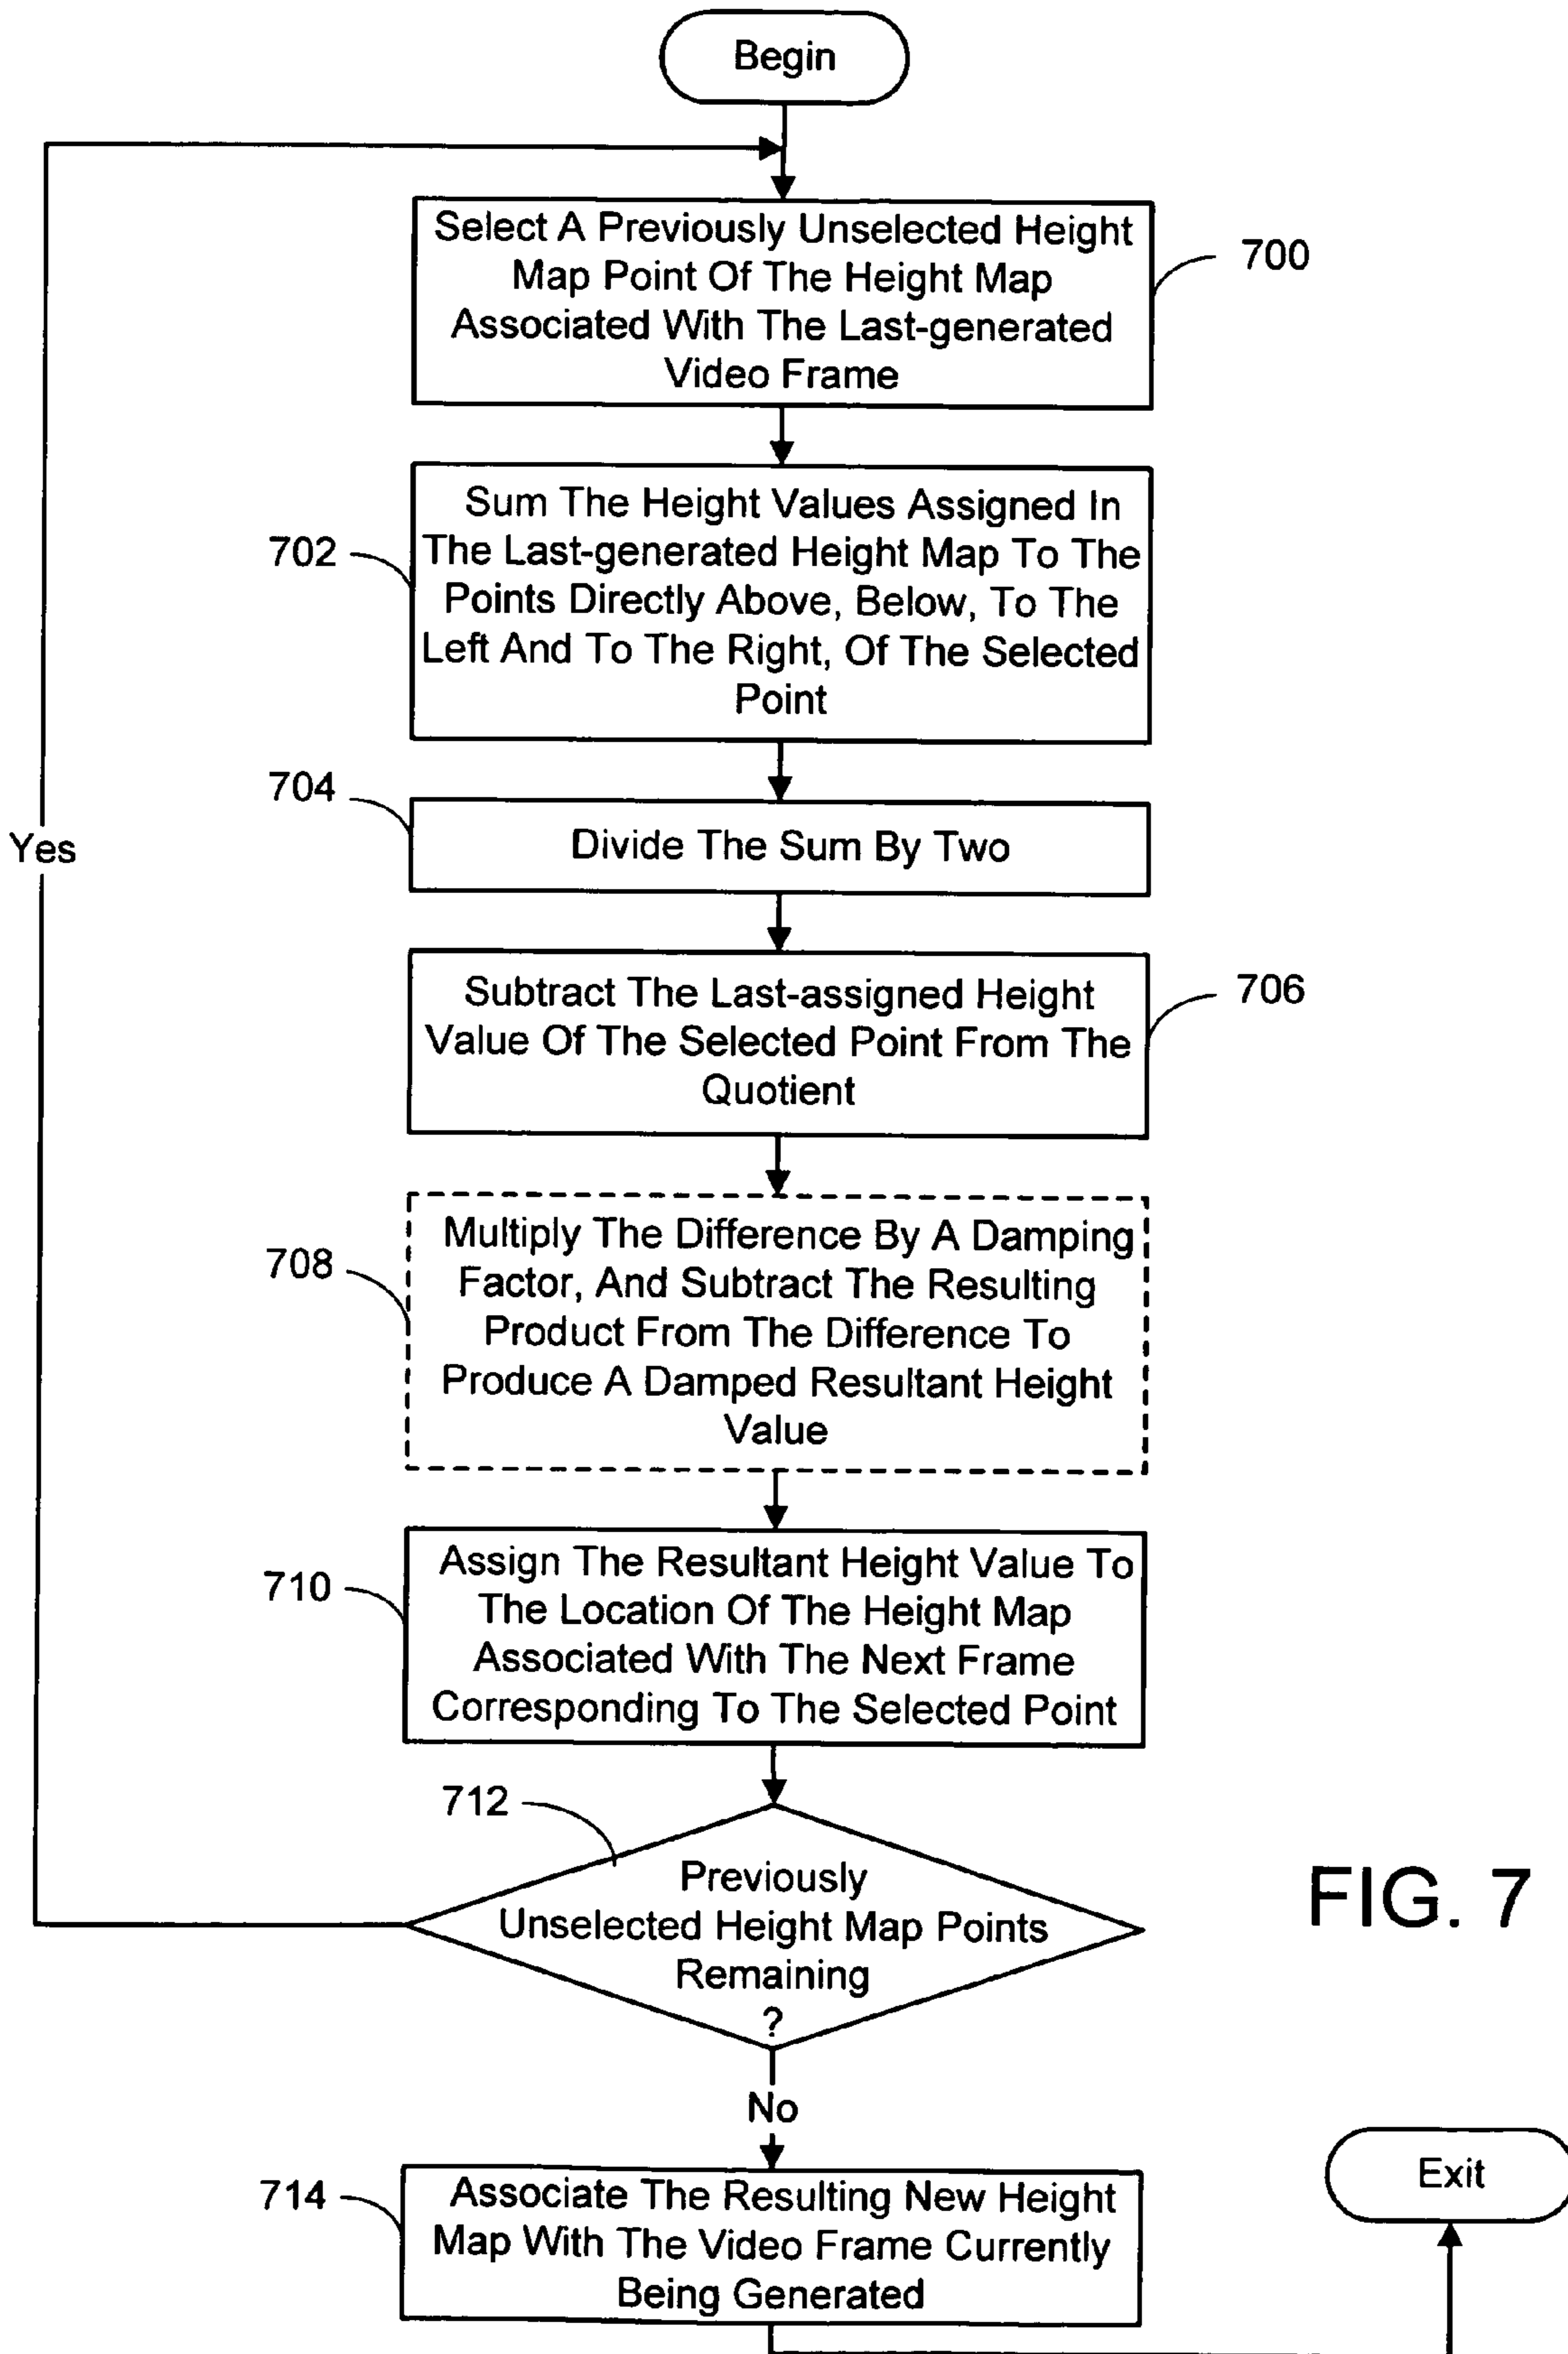 Begin
Select A Previously Unselected Height
Map Point Of The Height Map
Associated With The Last-generated
Video Frame
700
Sum The Height Values Assigned In
The Last-generated Height Map To The
Points Directly Above, Below, To The
Left And To The Right, Of The Selected
Point
702
704
Divide The Sum By Two
Yes
Subtract The Last-assigned Height
Value Of The Selected Point From The
Quotient
706
Multiply The Difference By A Damping
Factor, And Subtract The Resulting
Product From The Difference To
Produce A Damped Resultant Height
Value
708
Assign The Resultant Height Value To
The Location Of The Height Map
Associated With The Next Frame
Corresponding To The Selected Point
710
712
Previously
Unselected Height Map Points
Remaining
?
FIG. 7
No
714
Associate The Resulting New Height
Map With The Video Frame Currently
Being Generated
Exit